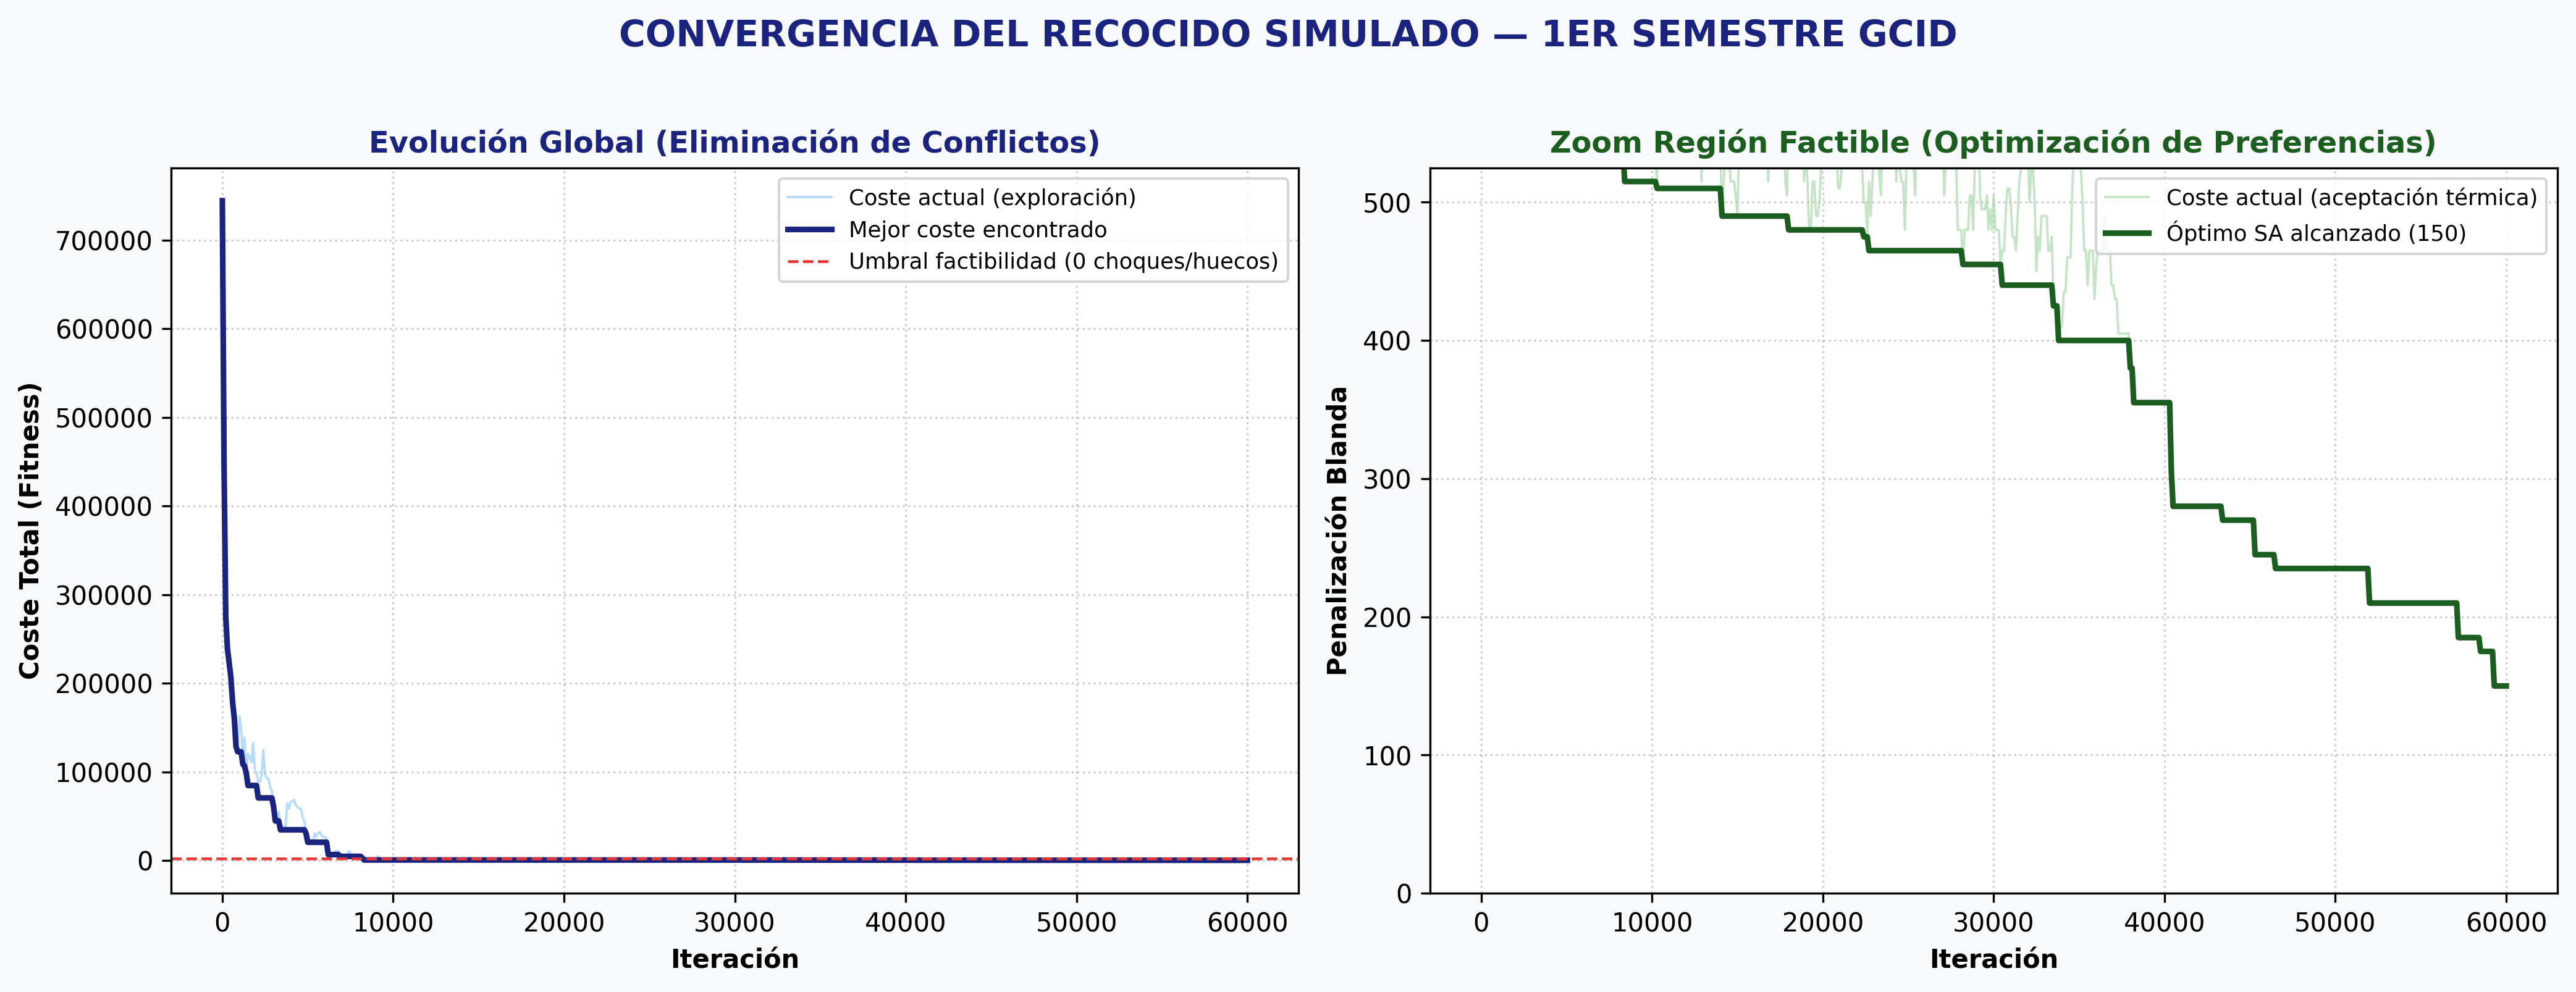 CONVERGENCIA DEL RECOCIDO SIMULADO — 1ER SEMESTRE GCID
Evolución Global (Eliminación de Conflictos)
Coste Total (Fitness)
700000
600000
500000
400000
300000
200000
100000
0
Coste actual (exploración)
Mejor coste encontrado
Umbral factibilidad (0 choques/huecos)
0 10000 20000 30000 40000 50000 60000
Iteración
Zoom Región Factible (Optimización de Preferencias)
Penalización Blanda
500
400
300
200
100
0
Coste actual (aceptación térmica)
Óptimo SA alcanzado (150)
0 10000 20000 30000 40000 50000 60000
Iteración